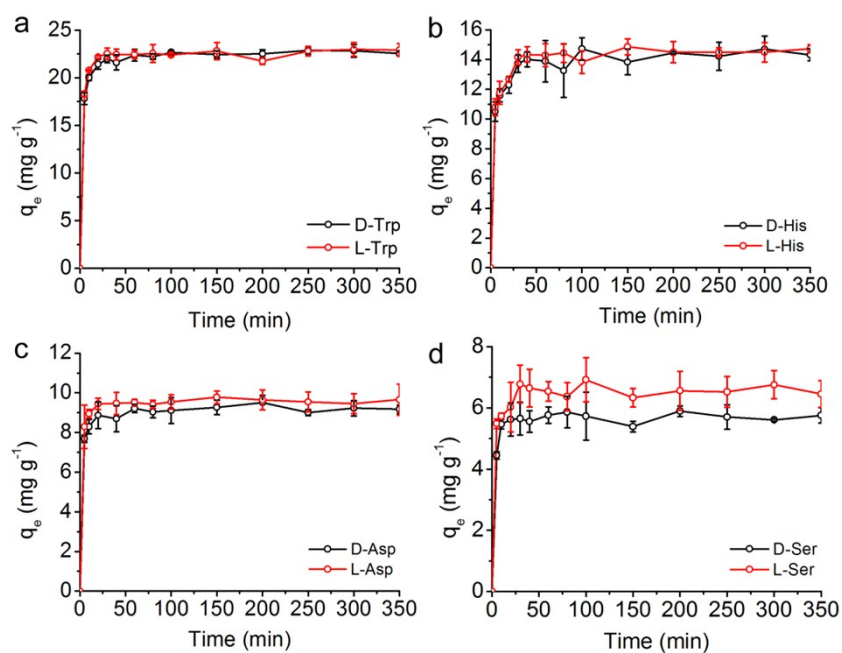 a
25
20
15
10
5
0
qe (mg g-1)
D-Trp
L-Trp
0 50 100 150 200 250 300 350
Time (min)
b
16
14
12
10
8
6
4
2
0
qe (mg g-1)
D-His
L-His
0 50 100 150 200 250 300 350
Time (min)
c
12
10
8
6
4
2
0
qe (mg g-1)
D-Asp
L-Asp
0 50 100 150 200 250 300 350
Time (min)
d
8
6
4
2
0
qe (mg g-1)
D-Ser
L-Ser
0 50 100 150 200 250 300 350
Time (min)